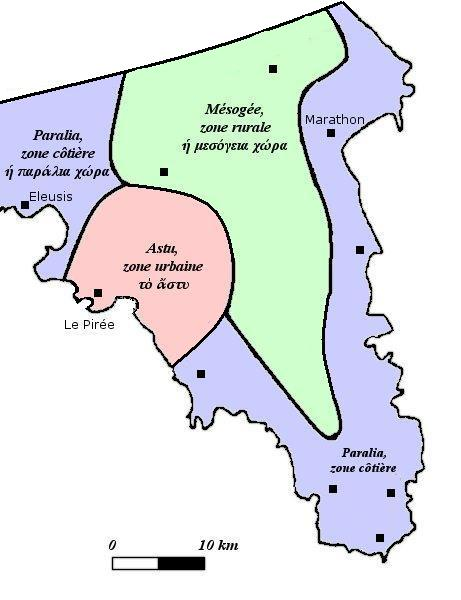 Mésogée,
zone rurale
ἡ μεσόγεια χώρα
Marathon
Paralia,
zone côtière
ἡ παράλια χώρα
Eleusis
Astu,
zone urbaine
τὸ ἄστυ
Le Pirée
Paralia,
zone côtière
0 10 km